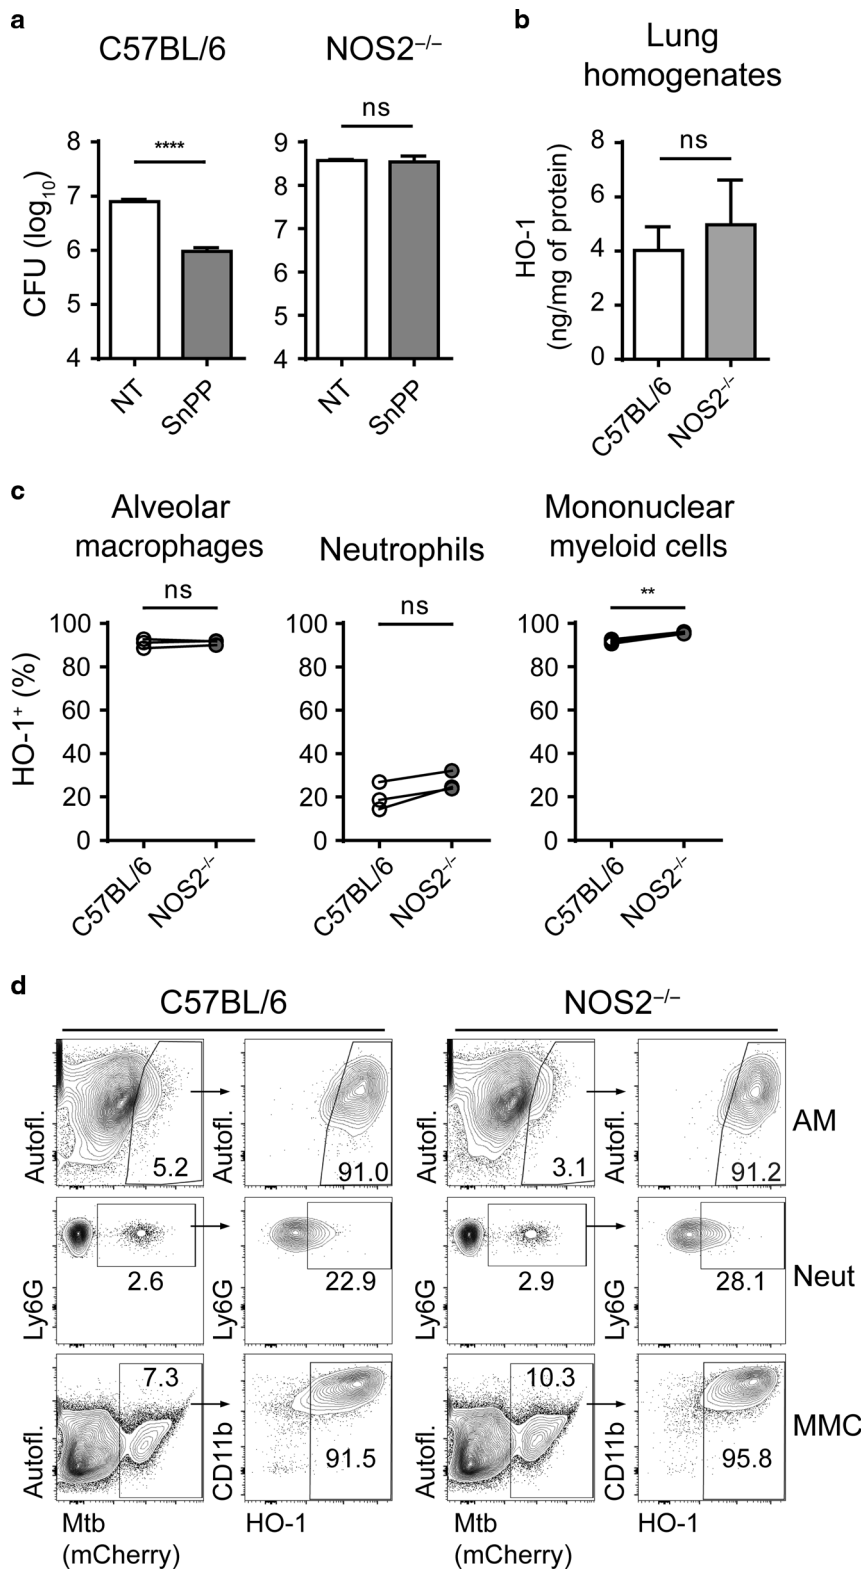 a
C57BL/6
NOS2⁻/⁻
CFU (log₁₀)
8
7
6
5
4
****
NT
SnPP
9
8
7
6
5
4
ns
NT
SnPP
b
Lung
homogenates
HO-1
(ng/mg of protein)
8
6
4
2
0
ns
C57BL/6
NOS2⁻/⁻
c
Alveolar
macrophages
HO-1⁺ (%)
100
80
60
40
20
0
ns
C57BL/6
NOS2⁻/⁻
Neutrophils
100
80
60
40
20
0
ns
C57BL/6
NOS2⁻/⁻
Mononuclear
myeloid cells
100
80
60
40
20
0
**
C57BL/6
NOS2⁻/⁻
d
C57BL/6
NOS2⁻/⁻
Autofl.
5.2
Autofl.
91.0
Autofl.
3.1
Autofl.
91.2
AM
Ly6G
2.6
Ly6G
22.9
Ly6G
2.9
Ly6G
28.1
Neut
Autofl.
7.3
CD11b
91.5
Autofl.
10.3
CD11b
95.8
MMC
Mtb
(mCherry)
HO-1
Mtb
(mCherry)
HO-1